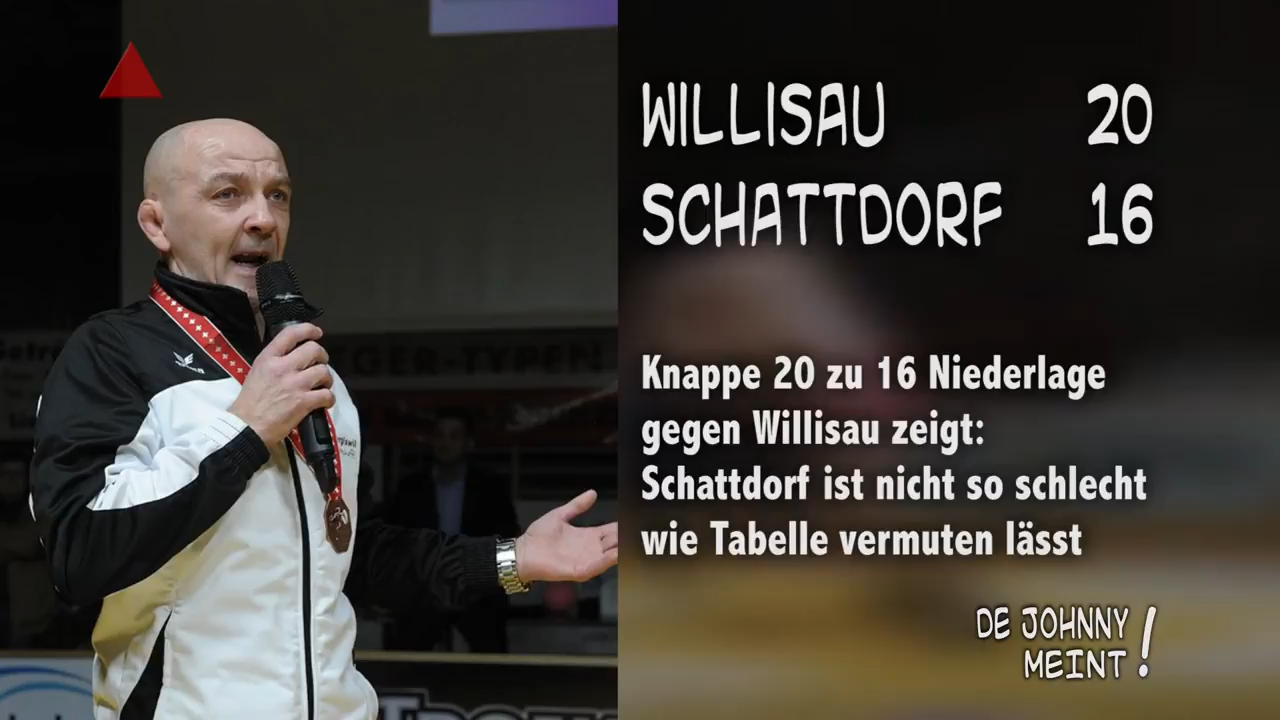 WILLISAU 20
SCHATTDORF 16
Knappe 20 zu 16 Niederlage
gegen Willisau zeigt:
Schattdorf ist nicht so schlecht
wie Tabelle vermuten lässt
DE JOHNNY
MEINT!